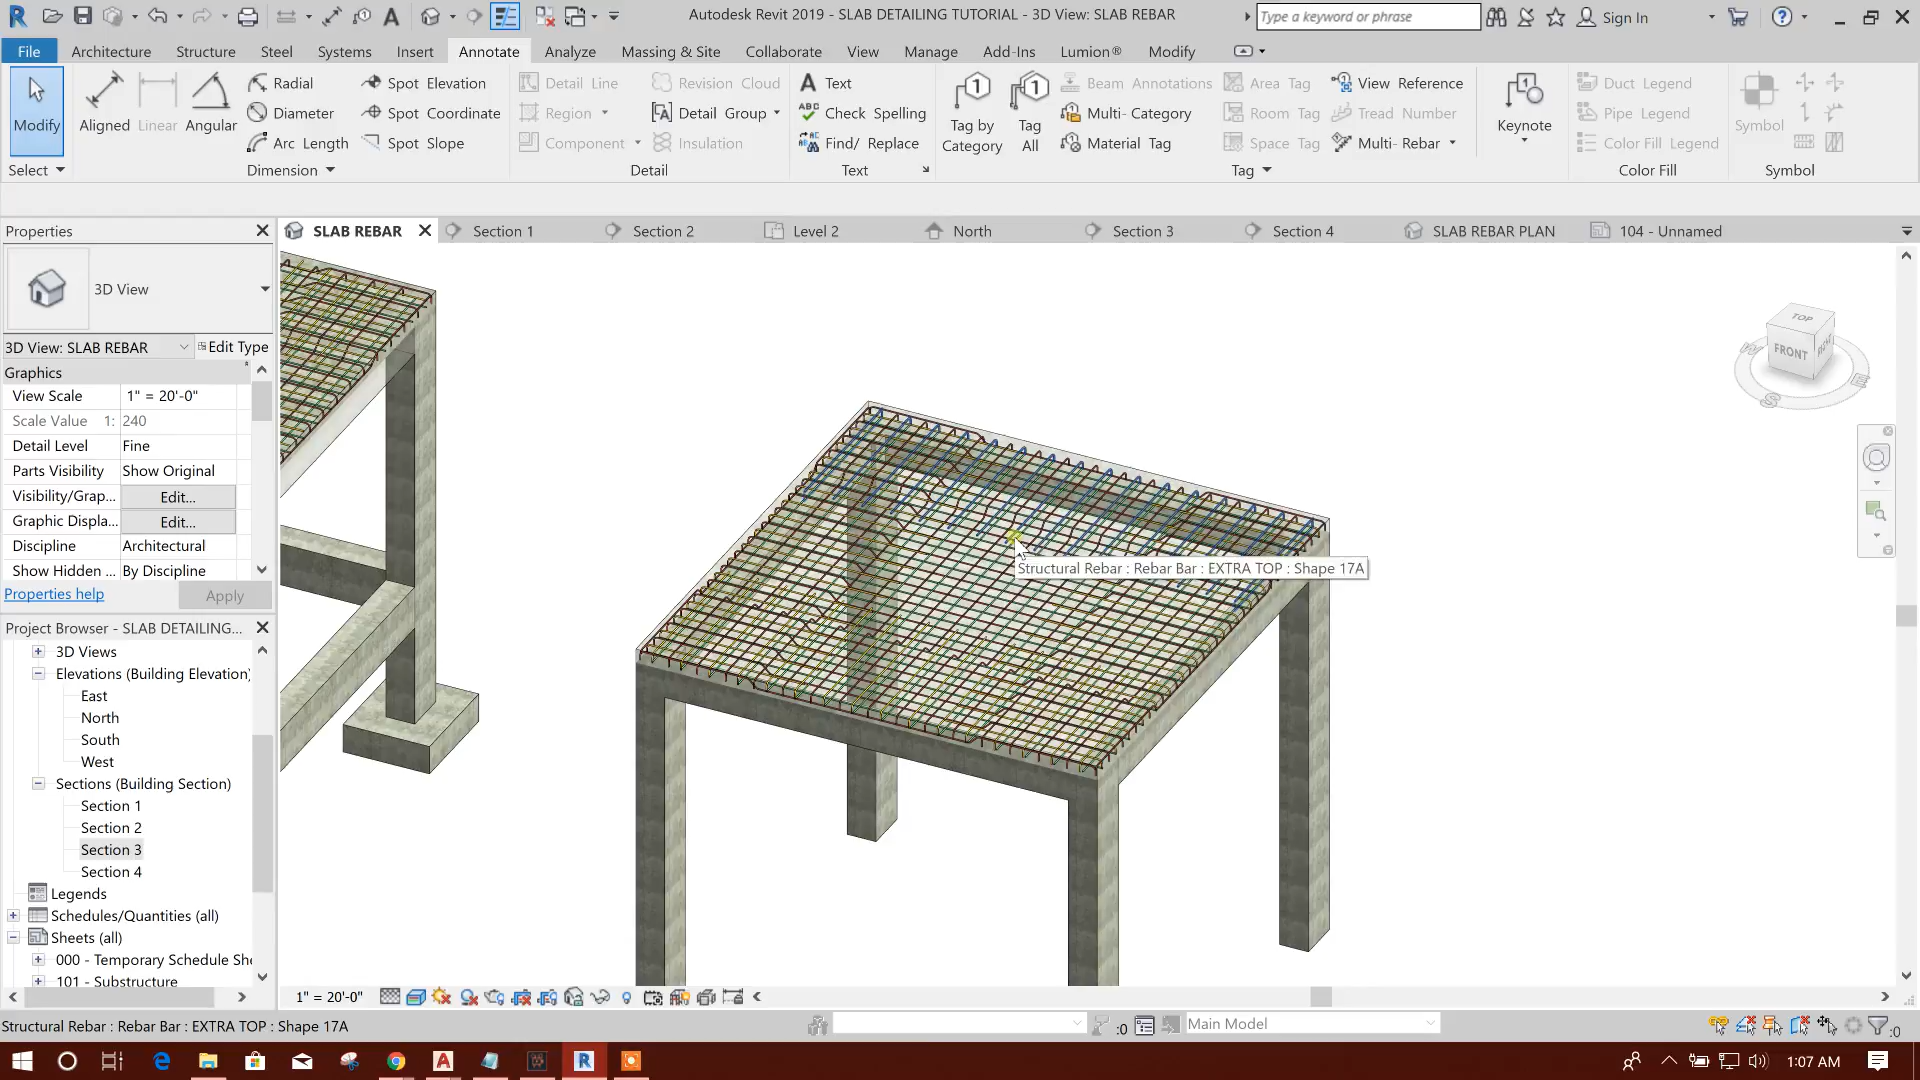 Autodesk Revit 2019 - SLAB DETAILING TUTORIAL - 3D View: SLAB REBAR
Type a keyword or phrase
Sign In
File Architecture Structure Steel Systems Insert Annotate Analyze Massing & Site Collaborate View Manage Add-Ins Lumion® Modify
Modify
Aligned
Linear
Angular
Radial
Diameter
Arc Length
Spot Elevation
Spot Coordinate
Spot Slope
Detail Line
Region
Component
Revision Cloud
Detail Group
Insulation
Text
Check Spelling
Find/ Replace
Tag by
Category
Tag
All
Beam Annotations
Multi- Category
Material Tag
Area Tag
Room Tag
Space Tag
View Reference
Tread Number
Multi- Rebar
Keynote
Duct Legend
Pipe Legend
Color Fill Legend
Symbol
Select
Dimension
Detail
Text
Tag
Color Fill
Symbol
Properties
SLAB REBAR
Section 1
Section 2
Level 2
North
Section 3
Section 4
SLAB REBAR PLAN
104 - Unnamed
3D View
3D View: SLAB REBAR
Edit Type
Graphics
View Scale 1" = 20'-0"
Scale Value 1: 240
Detail Level Fine
Parts Visibility Show Original
Visibility/Grap... Edit...
Graphic Displa... Edit...
Discipline Architectural
Show Hidden ... By Discipline
Properties help
Apply
Project Browser - SLAB DETAILING...
3D Views
Elevations (Building Elevation)
East
North
South
West
Sections (Building Section)
Section 1
Section 2
Section 3
Section 4
Legends
Schedules/Quantities (all)
Sheets (all)
000 - Temporary Schedule She
101 - Substructure
TOP
FRONT
W
S
E
Structural Rebar : Rebar Bar : EXTRA TOP : Shape 17A
1" = 20'-0"
Structural Rebar : Rebar Bar : EXTRA TOP : Shape 17A
:0
Main Model
:0
1:07 AM